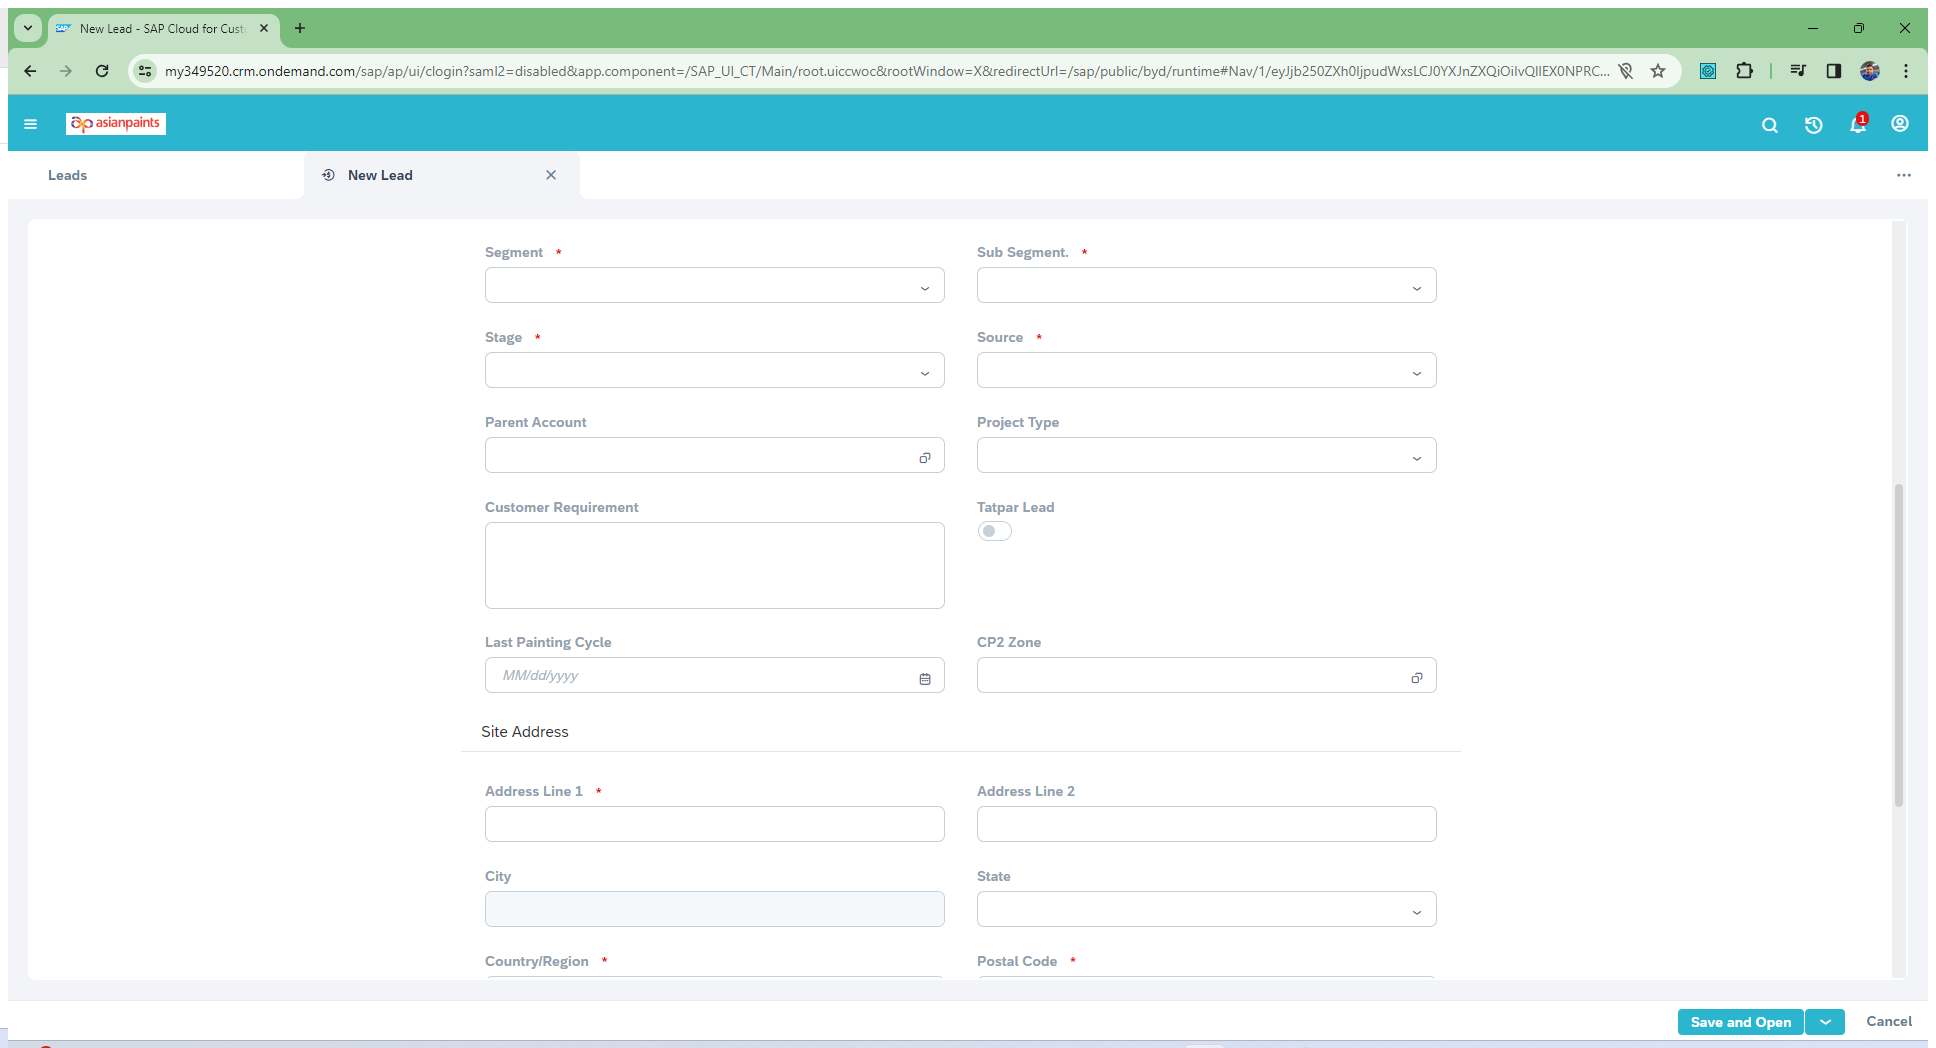 New Lead - SAP Cloud for Cust
my349520.crm.ondemand.com/sap/ap/ui/clogin?saml2=disabled&app.component=/SAP_UI_CT/Main/root.uiccwoc&rootWindow=X&redirectUrl=/sap/public/byd/runtime#Nav/1/eyJjb250ZXh0IjpudWxsLCJ0YXJnZXQiOiIvQllEX0NPRC...
asianpaints
1
Leads
New Lead
Segment *
Sub Segment. *
Stage *
Source *
Parent Account
Project Type
Customer Requirement
Tatpar Lead
Last Painting Cycle
CP2 Zone
MM/dd/yyyy
Site Address
Address Line 1 *
Address Line 2
City
State
Country/Region *
Postal Code *
Save and Open
Cancel